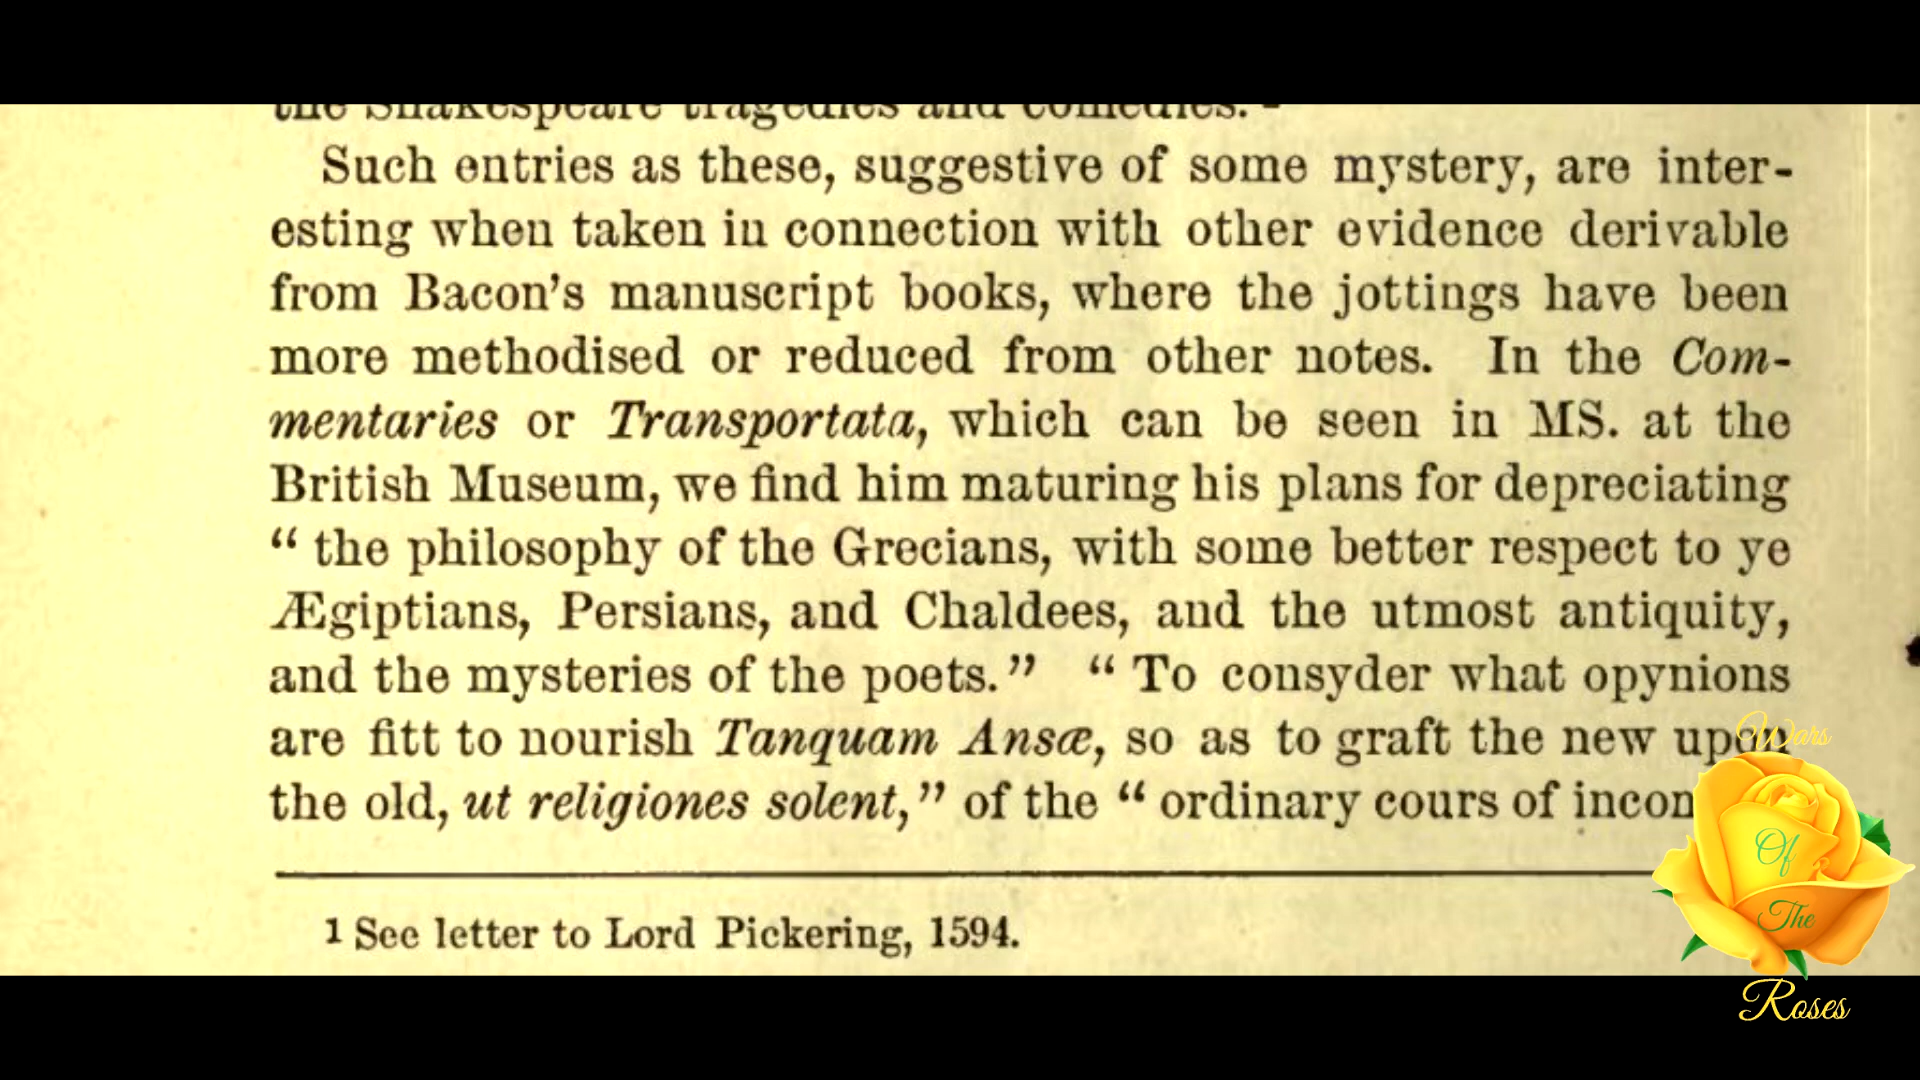 the Shakespeare tragedies and comedies.
Such entries as these, suggestive of some mystery, are inter-
esting when taken in connection with other evidence derivable
from Bacon's manuscript books, where the jottings have been
more methodised or reduced from other notes. In the Com-
mentaries or Transportata, which can be seen in MS. at the
British Museum, we find him maturing his plans for depreciating
“ the philosophy of the Grecians, with some better respect to ye
Ægiptians, Persians, and Chaldees, and the utmost antiquity,
and the mysteries of the poets.” “ To consyder what opynions
are fitt to nourish Tanquam Ansæ, so as to graft the new upon
the old, ut religiones solent,” of the “ ordinary cours of incon
1 See letter to Lord Pickering, 1594.
Wars
Of
The
Roses